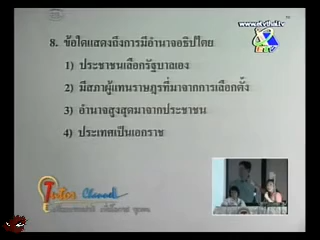 www.etvthai.tv
8. ข้อใดแสดงถึงการมีอำนาจอธิปไตย
1) ประชาชนเลือกรัฐบาลเอง
2) มีสภาผู้แทนราษฎรที่มาจากการเลือกตั้ง
3) อำนาจสูงสุดมาจากประชาชน
4) ประเทศเป็นเอกราช
Tutor Channel